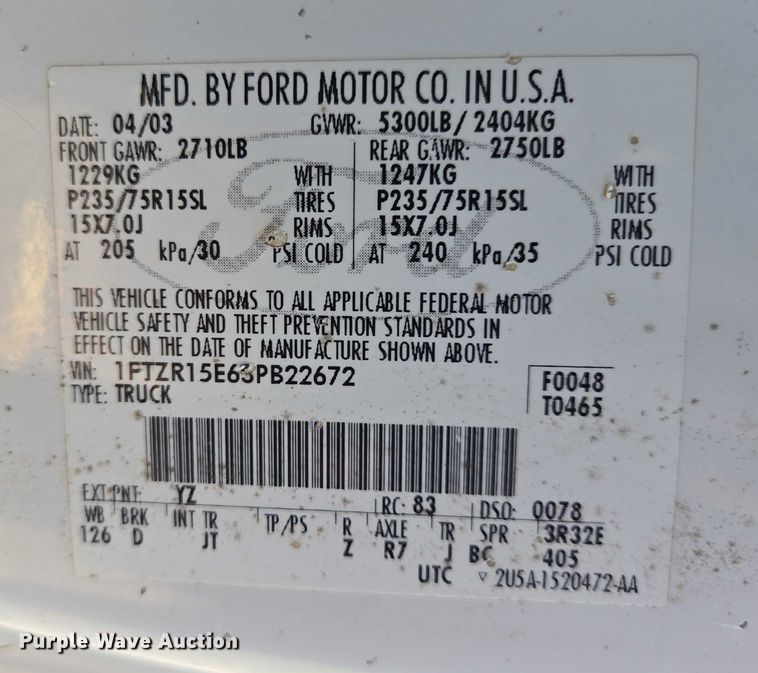 MFD. BY FORD MOTOR CO. IN U.S.A.
DATE: 04/03 GVWR: 5300LB/ 2404KG
FRONT GAWR: 2710LB REAR GAWR: 2750LB
1229KG WITH 1247KG WITH
P235/75R15SL TIRES P235/75R15SL TIRES
15X7.0J RIMS 15X7.0J RIMS
AT 205 kPa/30 PSI COLD AT 240 kPa/35 PSI COLD
Ford
THIS VEHICLE CONFORMS TO ALL APPLICABLE FEDERAL MOTOR
VEHICLE SAFETY AND THEFT PREVENTION STANDARDS IN
EFFECT ON THE DATE OF MANUFACTURE SHOWN ABOVE.
VIN: 1FTZR15E63PB22672 F0048
TYPE: TRUCK T0465
EXT PNT: YZ RC: 83 DSO: 0078
WB BRK INT TR TP/PS R AXLE TR SPR 3R32E
126 D JT Z R7 J BC 405
UTC ▽ 2U5A-1520472-AA
Purple Wave Auction